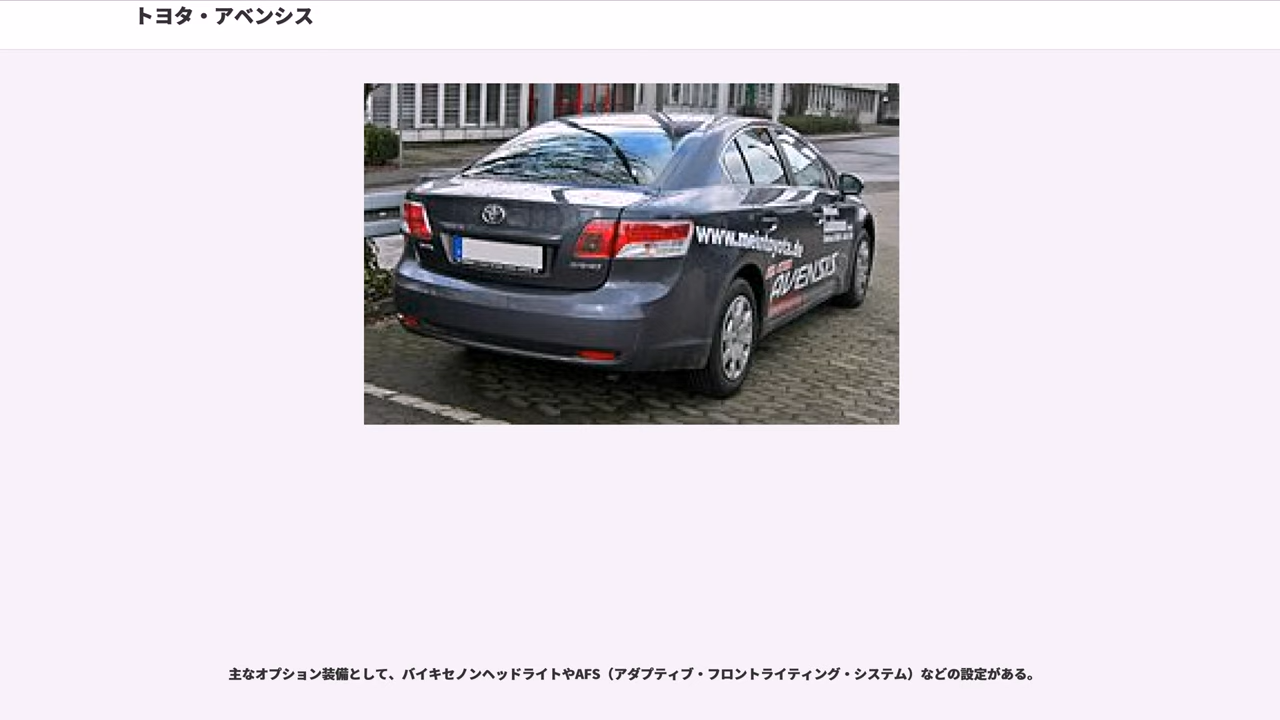 トヨタ・アベンシス
www.meintoyota.de
AVENSIS
主なオプション装備として、バイキセノンヘッドライトやAFS（アダプティブ・フロントライティング・システム）などの設定がある。